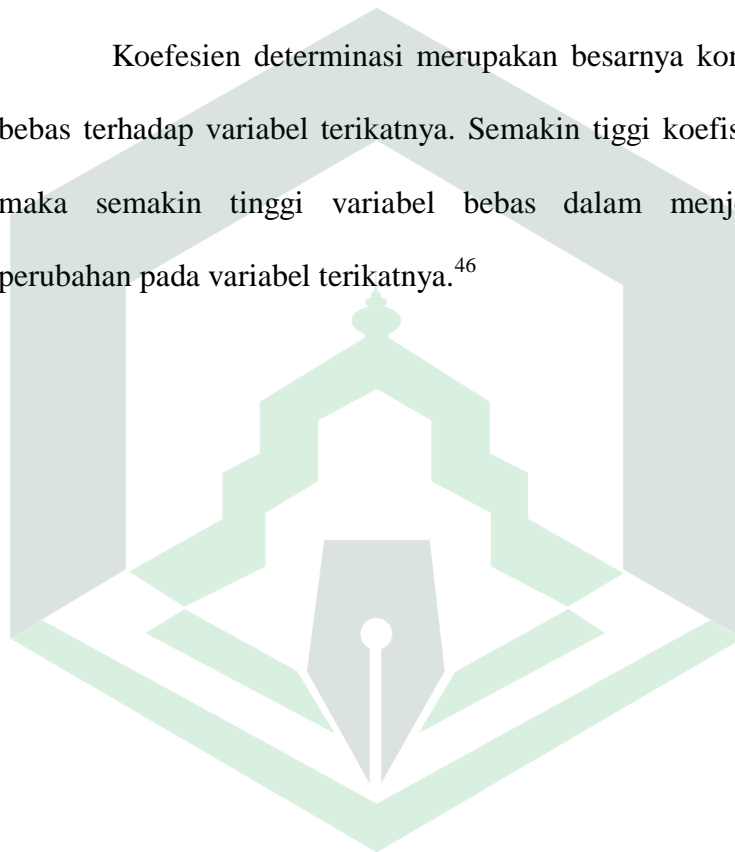 Koefesien determinasi merupakan besarnya
bebas terhadap variabel terikatnya. Semakin tiggi
maka semakin tinggi variabel bebas dalam
perubahan pada variabel terikatnya.⁴⁶